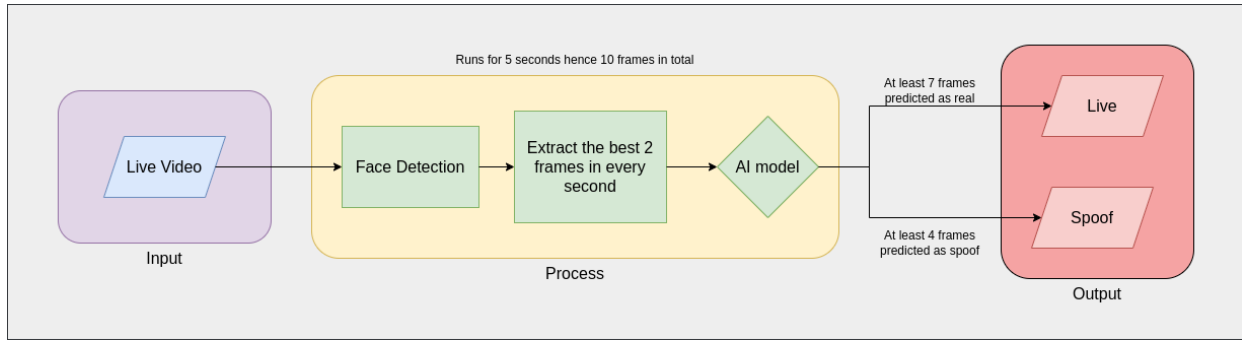 Runs for 5 seconds hence 10 frames in total
Live Video
Input
Face Detection
Extract the best 2
frames in every
second
AI model
Process
At least 7 frames
predicted as real
At least 4 frames
predicted as spoof
Live
Spoof
Output